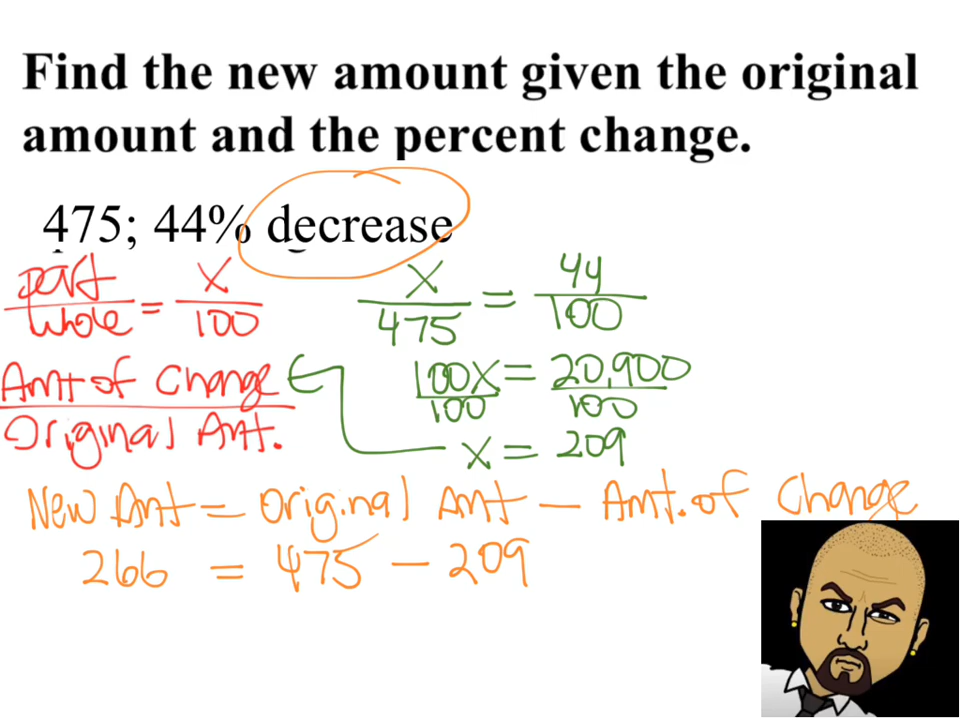 Find the new amount given the original
amount and the percent change.
475; 44% decrease
part/whole = x/100
x/475 = 44/100
Amt of Change/Original Amt.
100x/100 = 20,900/100
x = 209
New Amt = Original Amt - Amt. of Change
266 = 475 - 209